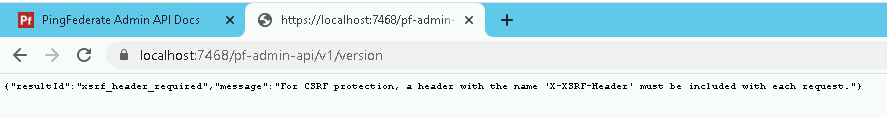 Pf PingFederate Admin API Docs
https://localhost:7468/pf-admin-
localhost:7468/pf-admin-api/v1/version
{"resultId":"xsrf_header_required","message":"For CSRF protection, a header with the name 'X-XSRF-Header' must be included with each request."}